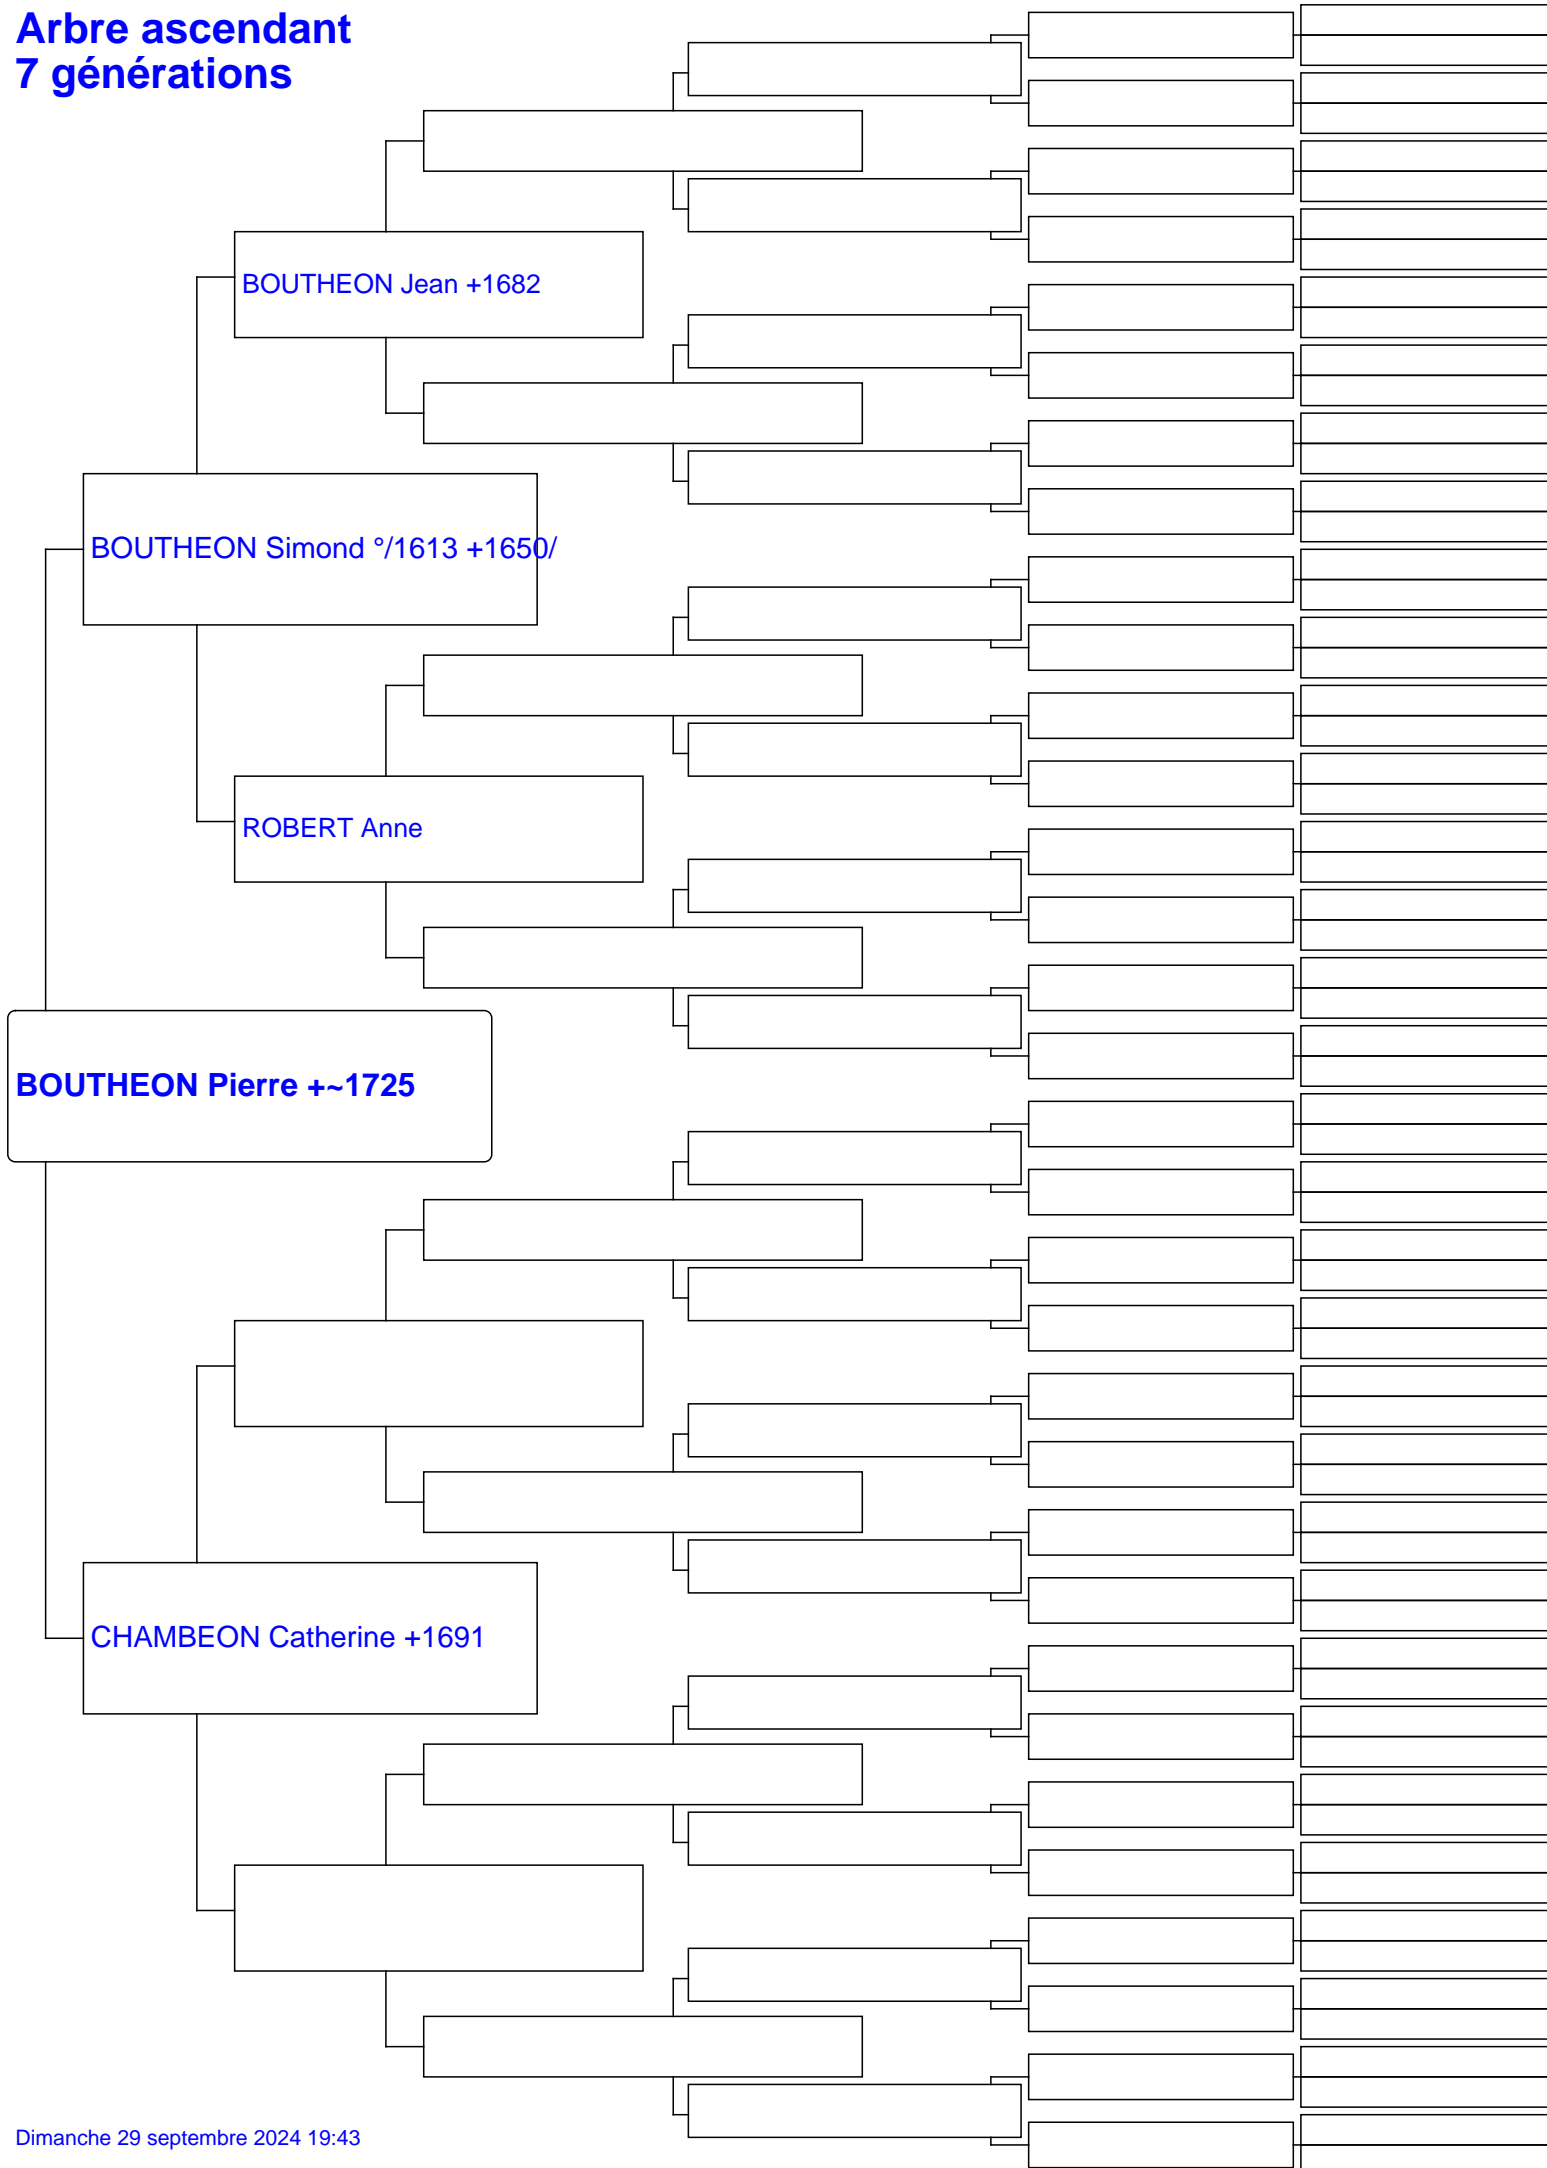 Arbre ascendant
7 générations
BOUTHEON Jean +1682
BOUTHEON Simond °/1613 +1650/
ROBERT Anne
BOUTHEON Pierre +~1725
CHAMBEON Catherine +1691
Dimanche 29 septembre 2024 19:43